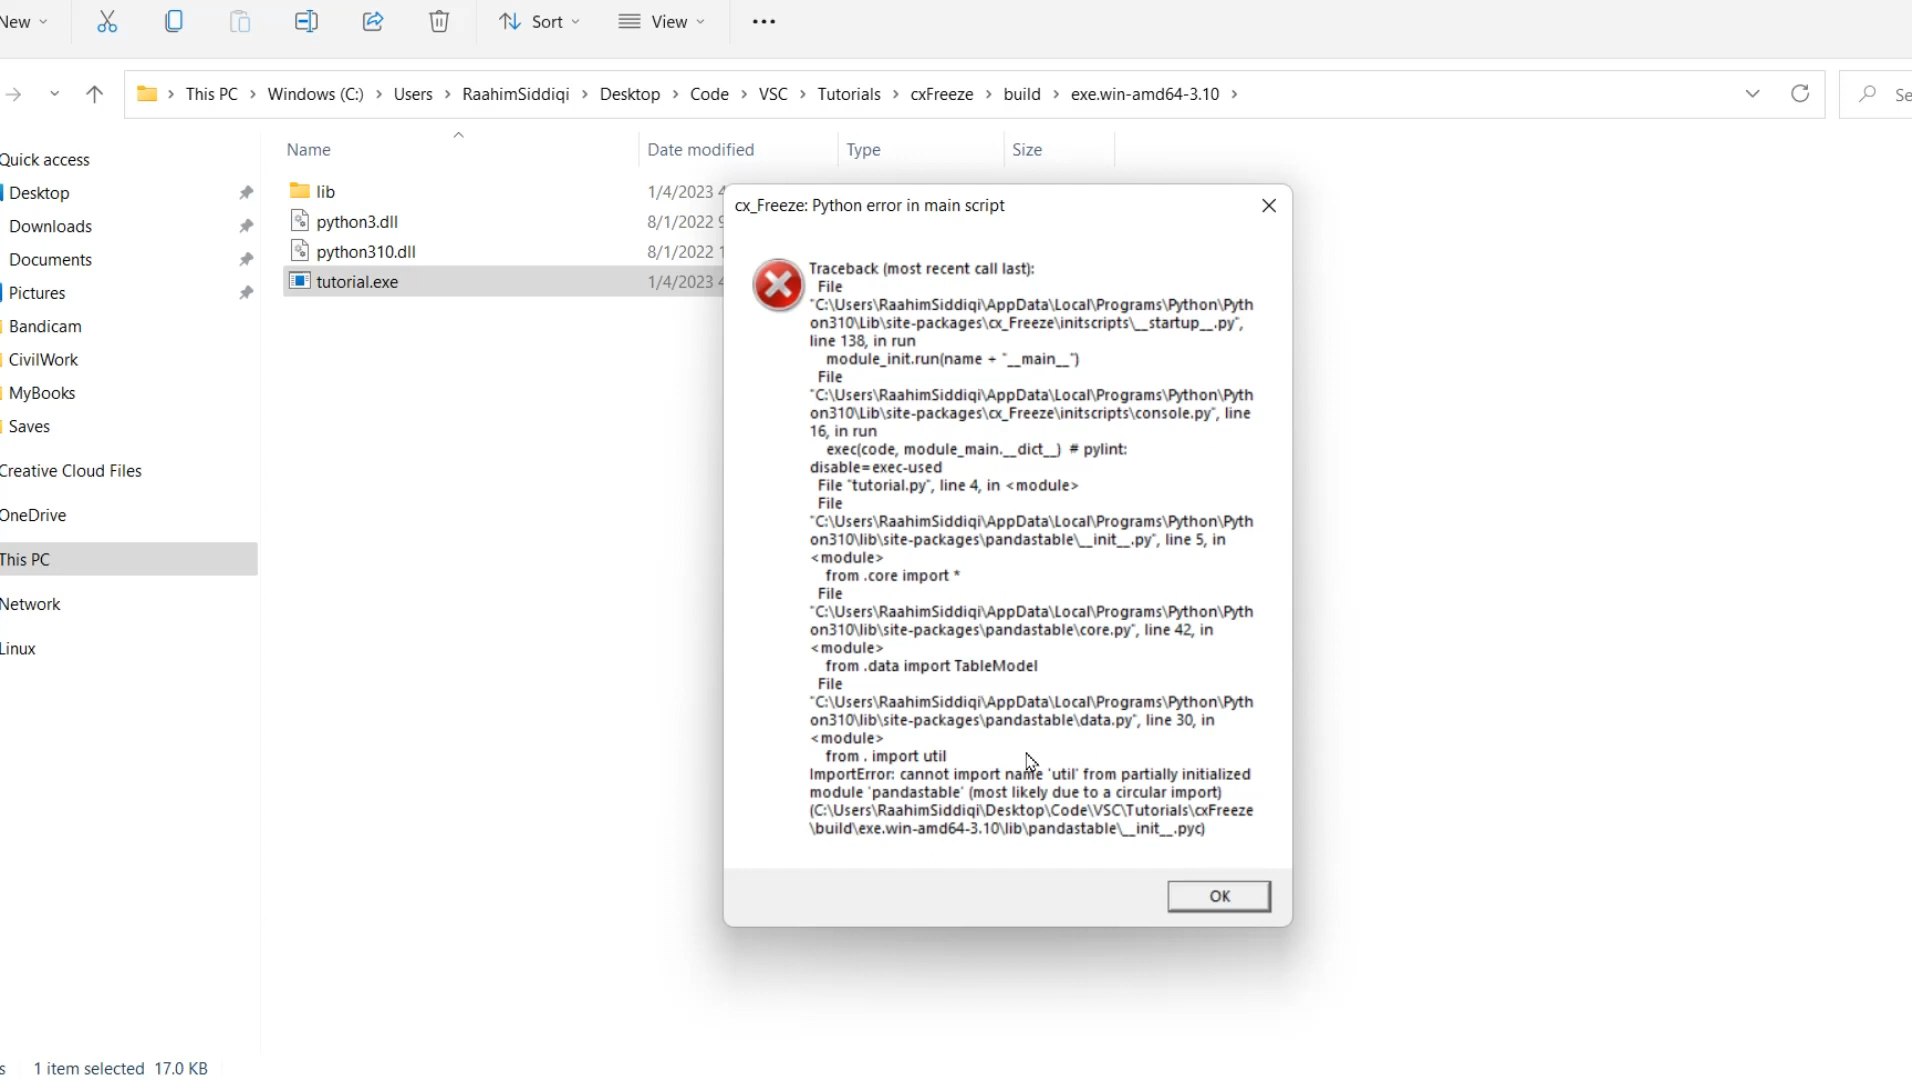 New
Sort
View
This PC > Windows (C:) > Users > RaahimSiddiqi > Desktop > Code > VSC > Tutorials > cxFreeze > build > exe.win-amd64-3.10 >
Se
Name Date modified Type Size
Quick access
Desktop
Downloads
Documents
Pictures
Bandicam
CivilWork
MyBooks
Saves
Creative Cloud Files
OneDrive
This PC
Network
Linux
lib 1/4/2023 4
python3.dll 8/1/2022 9
python310.dll 8/1/2022 1
tutorial.exe 1/4/2023 4
cx_Freeze: Python error in main script
Traceback (most recent call last):
File
"C:\Users\RaahimSiddiqi\AppData\Local\Programs\Python\Pyth
on310\Lib\site-packages\cx_Freeze\initscripts\__startup__.py",
line 138, in run
module_init.run(name + "__main__")
File
"C:\Users\RaahimSiddiqi\AppData\Local\Programs\Python\Pyth
on310\Lib\site-packages\cx_Freeze\initscripts\console.py", line
16, in run
exec(code, module_main.__dict__) # pylint:
disable=exec-used
File "tutorial.py", line 4, in <module>
File
"C:\Users\RaahimSiddiqi\AppData\Local\Programs\Python\Pyth
on310\lib\site-packages\pandastable\__init__.py", line 5, in
<module>
from .core import *
File
"C:\Users\RaahimSiddiqi\AppData\Local\Programs\Python\Pyth
on310\lib\site-packages\pandastable\core.py", line 42, in
<module>
from .data import TableModel
File
"C:\Users\RaahimSiddiqi\AppData\Local\Programs\Python\Pyth
on310\lib\site-packages\pandastable\data.py", line 30, in
<module>
from . import util
ImportError: cannot import name 'util' from partially initialized
module 'pandastable' (most likely due to a circular import)
(C:\Users\RaahimSiddiqi\Desktop\Code\VSC\Tutorials\cxFreeze
\build\exe.win-amd64-3.10\lib\pandastable\__init__.pyc)
OK
s 1 item selected 17.0 KB